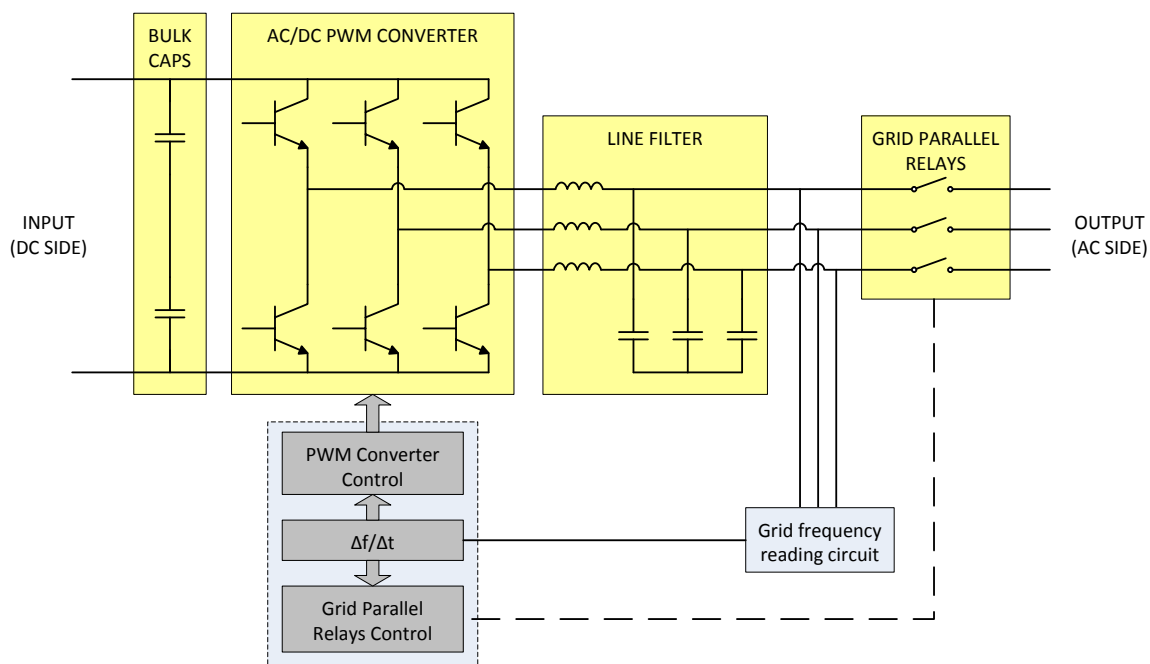 BULK
CAPS
AC/DC PWM CONVERTER
LINE FILTER
GRID PARALLEL
RELAYS
INPUT
(DC SIDE)
OUTPUT
(AC SIDE)
PWM Converter
Control
Δf/Δt
Grid frequency
reading circuit
Grid Parallel
Relays Control